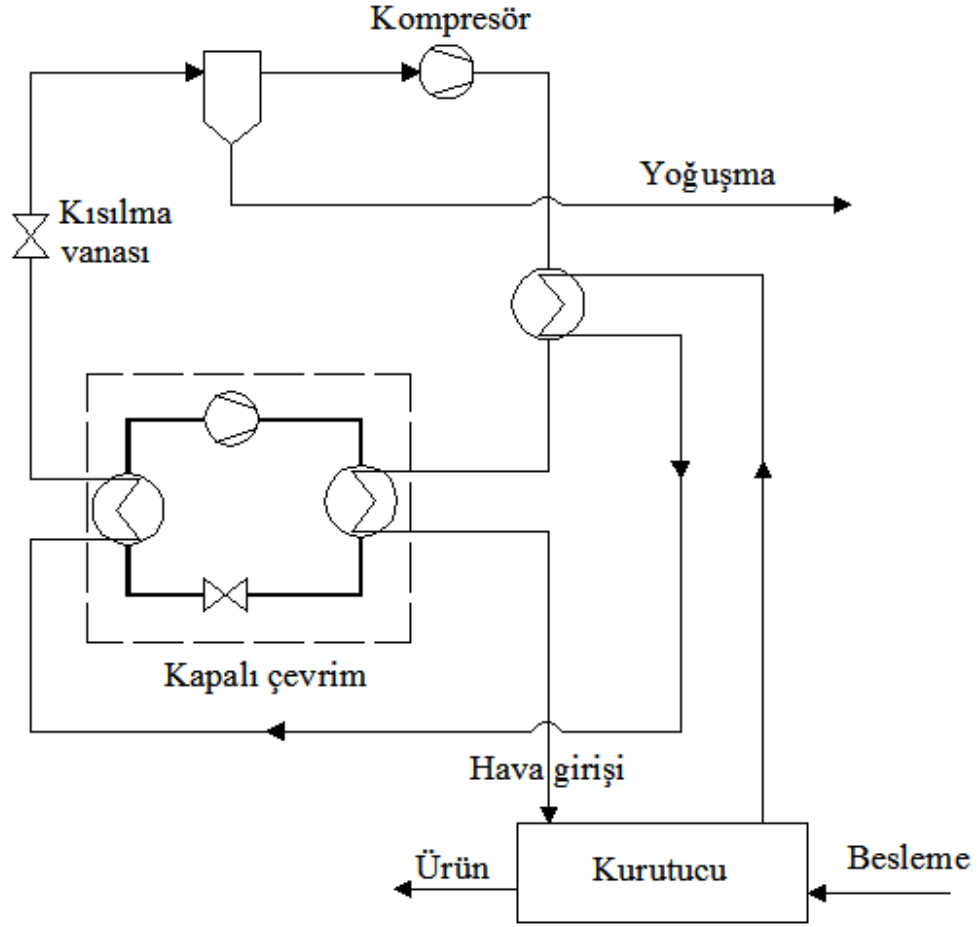 Kompresör
Yoğuşma
Kısılma
vanası
Kapalı çevrim
Hava girişi
Ürün
Kurutucu
Besleme